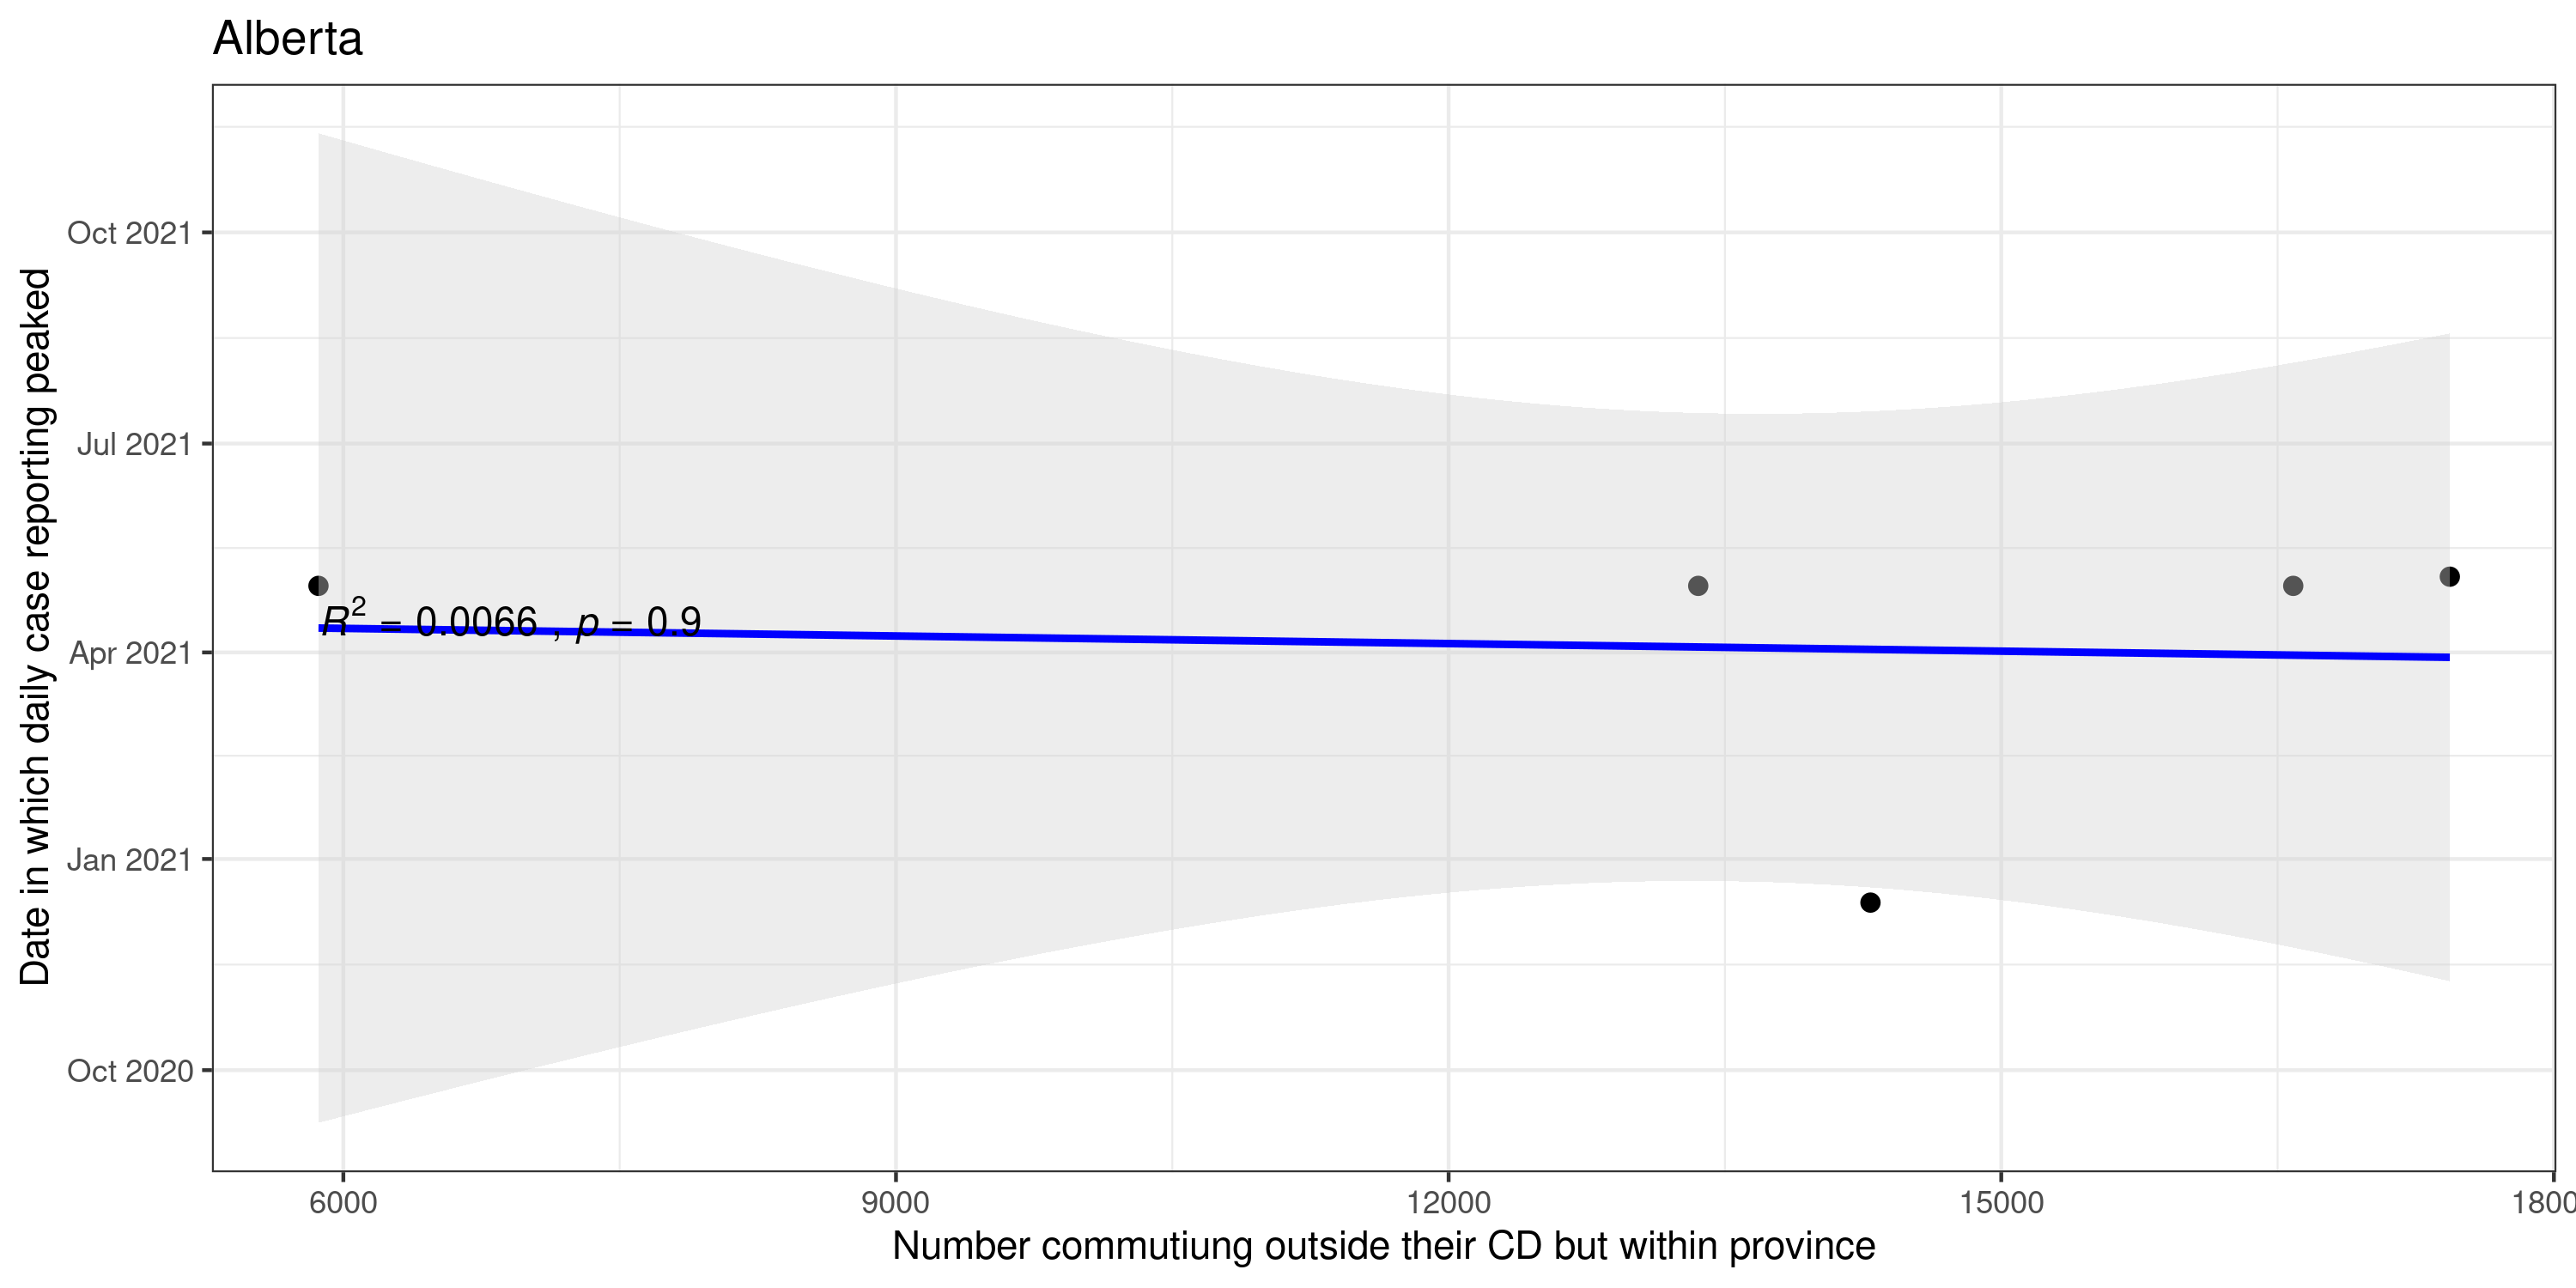 Alberta
Date in which daily case reporting peaked
Oct 2021
Jul 2021
Apr 2021
Jan 2021
Oct 2020
R² = 0.0066 , p = 0.9
6000
9000
12000
15000
1800
Number commutiung outside their CD but within province